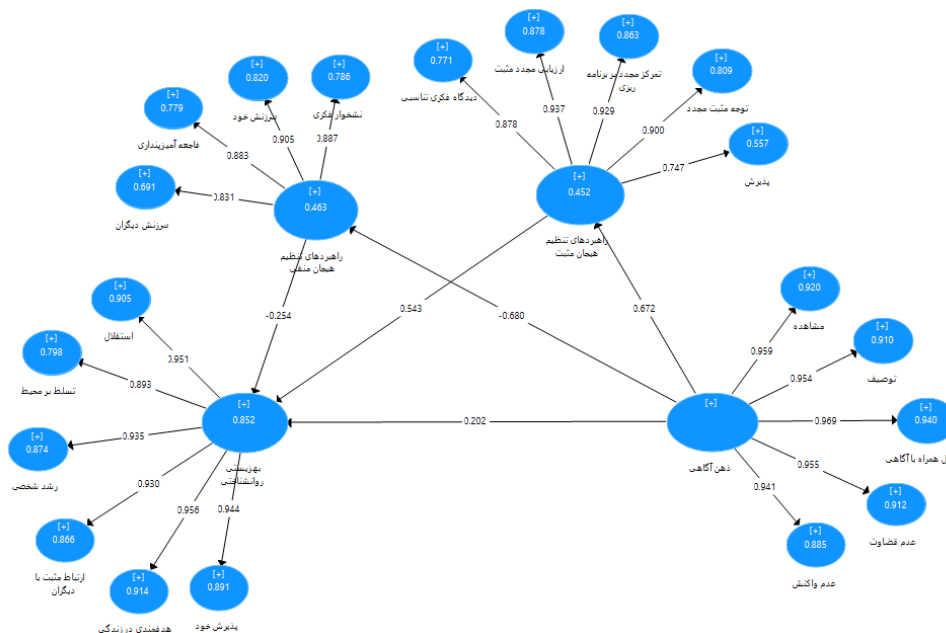 [+]
0.771
دیدگاه فکری تناسبی
[+]
0.878
ارزیابی مجدد مثبت
[+]
0.863
تمرکز مجدد بر برنامه
ریزی
[+]
0.809
توجه مثبت مجدد
[+]
0.557
پذیرش
0.878
0.937
0.929
0.900
0.747
[+]
0.452
راهبردهای تنظیم
هیجان مثبت
[+]
0.786
نشخوار فکری
[+]
0.820
سرزنش خود
[+]
0.779
فاجعه آمیزپنداری
[+]
0.691
سرزنش دیگران
0.887
0.905
0.883
0.831
[+]
0.463
راهبردهای تنظیم
هیجان منفی
-0.254
0.543
-0.680
0.672
0.202
[+]
0.905
استقلال
[+]
0.798
تسلط بر محیط
[+]
0.874
رشد شخصی
[+]
0.866
ارتباط مثبت با
دیگران
[+]
0.914
هدفمندی در زندگی
[+]
0.891
پذیرش خود
0.951
0.893
0.935
0.930
0.956
0.944
[+]
0.852
بهزیستی
روانشناختی
[+]
ذهن آگاهی
[+]
0.920
مشاهده
[+]
0.910
توصیف
[+]
0.940
همراه با آگاهی
[+]
0.912
عدم قضاوت
[+]
0.885
عدم واکنش
0.959
0.954
0.969
0.955
0.941